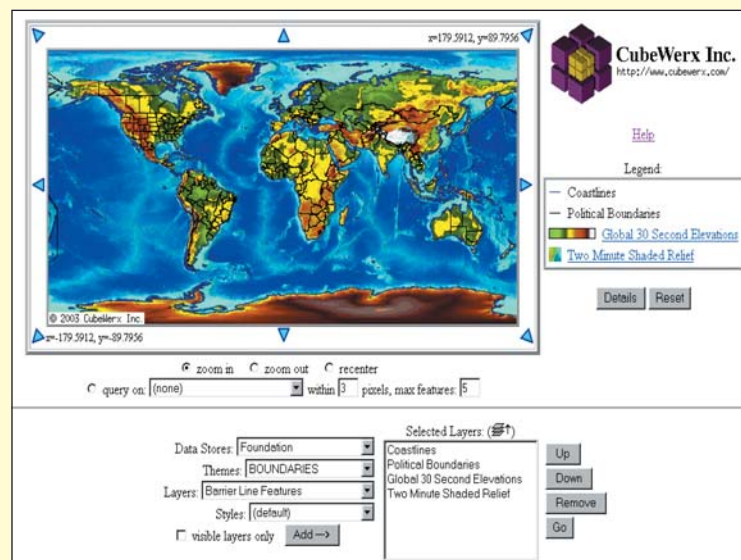 x=179.5912, y=89.7956
© 2003 CubeWerx Inc.
x=-179.5912, y=-89.7956
CubeWerx Inc.
http://www.cubewerx.com/
Help
Legend:
Coastlines
Political Boundaries
Global 30 Second Elevations
Two Minute Shaded Relief
Details Reset
zoom in zoom out recenter
query on: (none) within 3 pixels, max features: 5
Data Stores: Foundation
Themes: BOUNDARIES
Layers: Barrier Line Features
Styles: (default)
visible layers only Add -->
Selected Layers: ( )
Coastlines
Political Boundaries
Global 30 Second Elevations
Two Minute Shaded Relief
Up
Down
Remove
Go